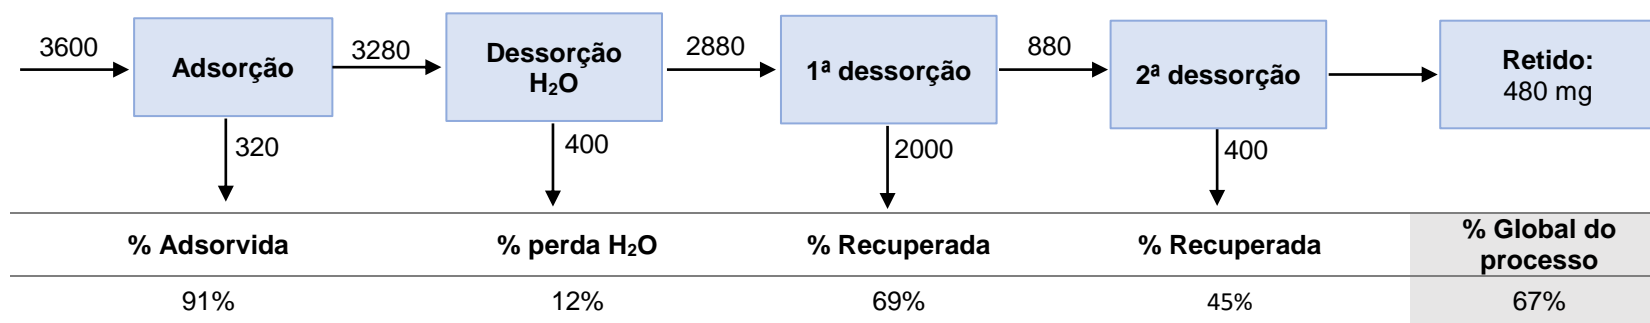 3600
Adsorção
3280
Dessorção
H₂O
2880
1ª dessorção
880
2ª dessorção
Retido:
480 mg
320
400
2000
400
% Adsorvida
% perda H₂O
% Recuperada
% Recuperada
% Global do
processo
91%
12%
69%
45%
67%